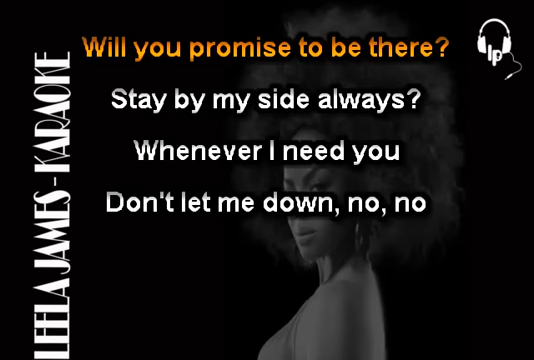 Will you promise to be there?
Stay by my side always?
Whenever I need you
Don't let me down, no, no
LEELA JAMES-KARAOKE
lp